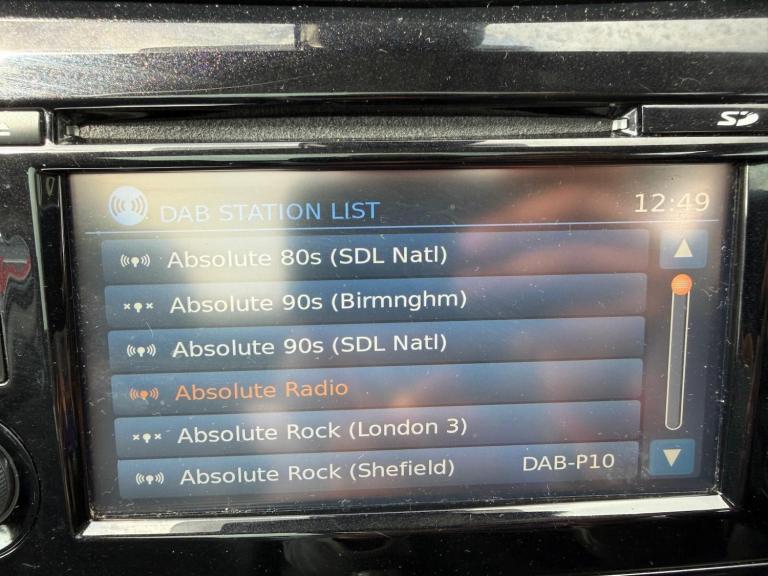 SD
DAB STATION LIST 12:49
Absolute 80s (SDL Natl)
Absolute 90s (Birmnghm)
Absolute 90s (SDL Natl)
Absolute Radio
Absolute Rock (London 3)
Absolute Rock (Shefield) DAB-P10